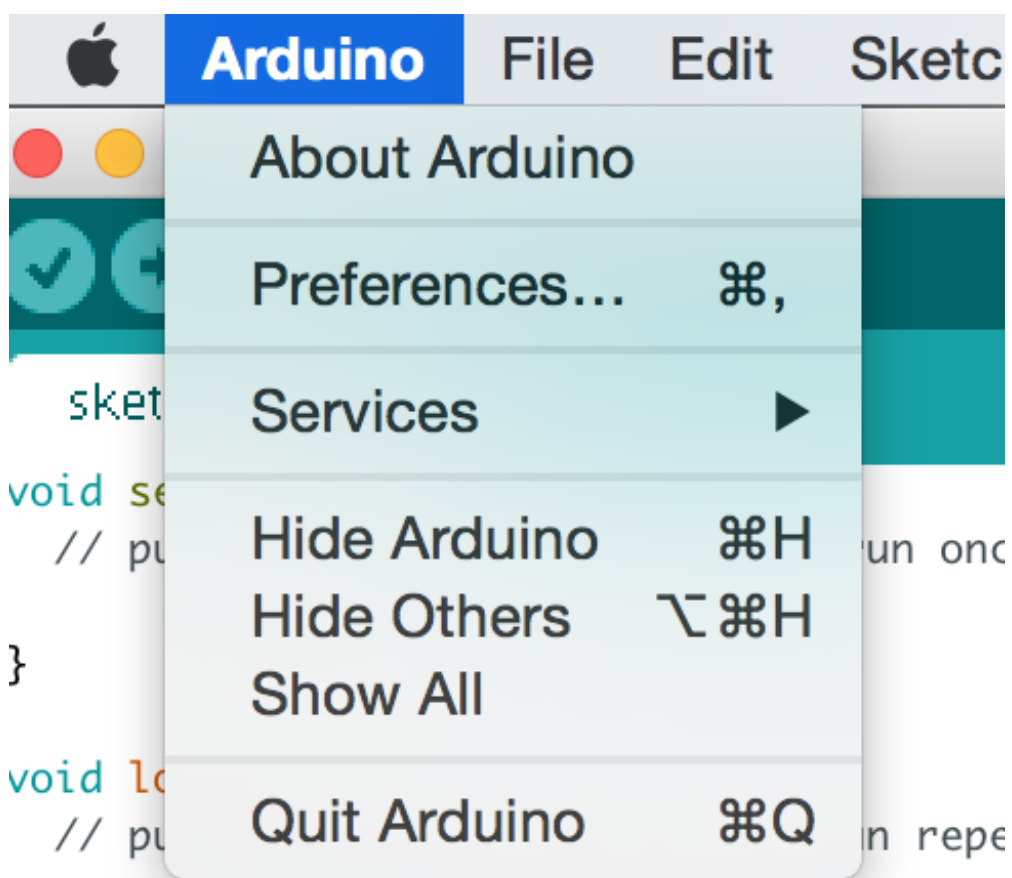 Arduino File Edit Sketc
About Arduino
Preferences... ⌘,
sket
Services ▶
void se
Hide Arduino ⌘H
// pu run onc
Hide Others ⌥⌘H
}
Show All
void lo
Quit Arduino ⌘Q
// pu n repe